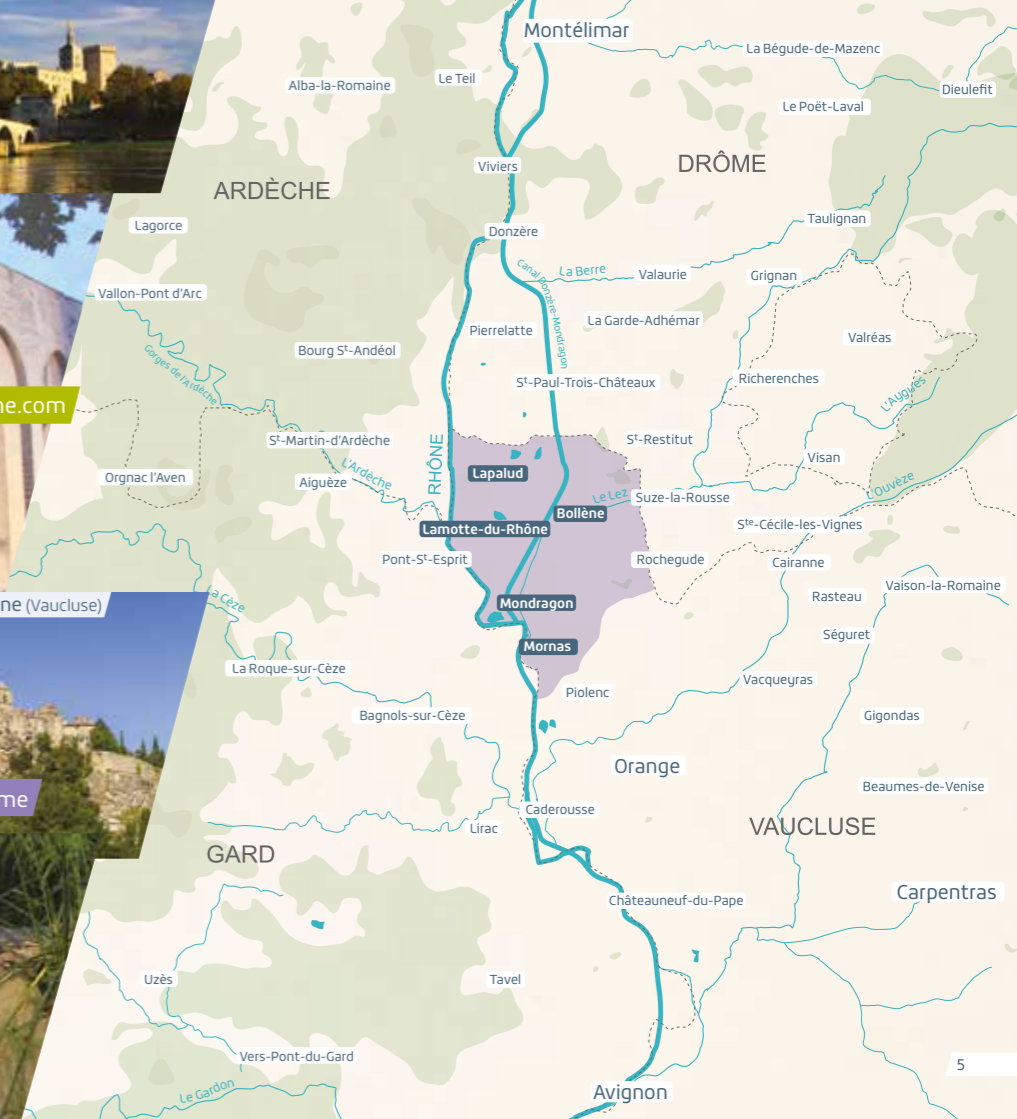 Montélimar
La Bégude-de-Mazenc
Alba-la-Romaine
Le Teil
Dieulefit
Le Poët-Laval
Viviers
DRÔME
ARDÈCHE
Lagorce
Taulignan
Donzère
La Berre
Valaurie
Grignan
Canal Donzère-Mondragon
Vallon-Pont d'Arc
La Garde-Adhémar
Pierrelatte
Valréas
Bourg Sᵗ-Andéol
Gorges de l'Ardèche
Sᵗ-Paul-Trois-Châteaux
Richerenches
L'Aygues
ne.com
Sᵗ-Martin-d'Ardèche
RHÔNE
Sᵗ-Restitut
Visan
Orgnac l'Aven
Aiguèze
L'Ardèche
Lapalud
Le Lez
Suze-la-Rousse
L'Ouvèze
Bollène
Lamotte-du-Rhône
Sᵗᵉ-Cécile-les-Vignes
Pont-Sᵗ-Esprit
Rochegude
Cairanne
Vaison-la-Romaine
La Cèze
Rasteau
ne (Vaucluse)
Mondragon
Séguret
Mornas
La Roque-sur-Cèze
Vacqueyras
Piolenc
Bagnols-sur-Cèze
Gigondas
Orange
Beaumes-de-Venise
me
Caderousse
Lirac
VAUCLUSE
GARD
Carpentras
Châteauneuf-du-Pape
Uzès
Tavel
Vers-Pont-du-Gard
5
Le Gardon
Avignon